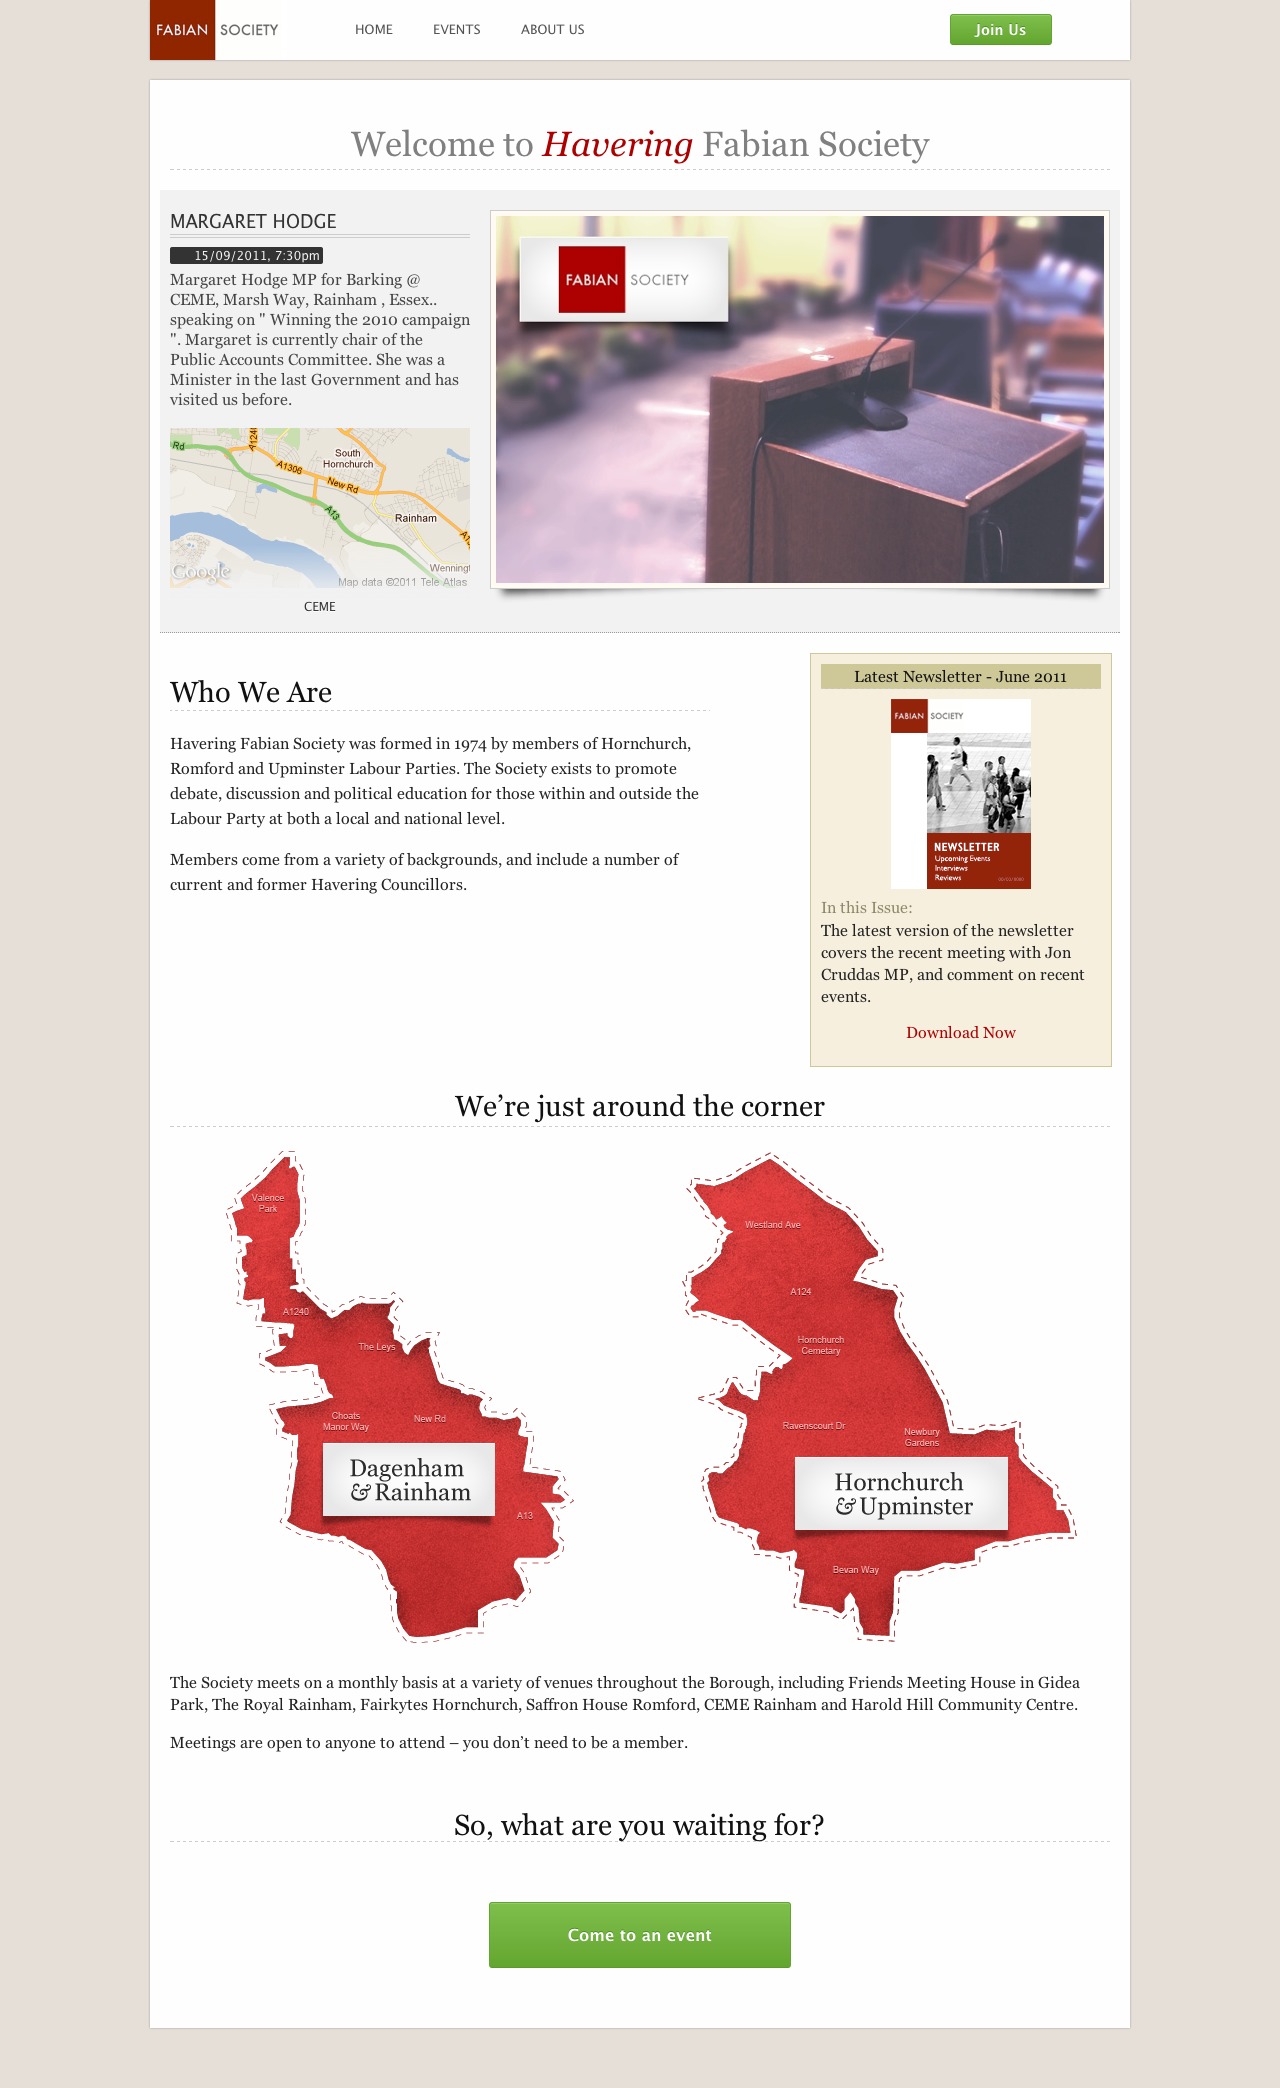 FABIAN SOCIETY
HOME EVENTS ABOUT US
Join Us
Welcome to Havering Fabian Society
MARGARET HODGE
15/09/2011, 7:30pm
Margaret Hodge MP for Barking @
CEME, Marsh Way, Rainham , Essex..
speaking on " Winning the 2010 campaign
". Margaret is currently chair of the
Public Accounts Committee. She was a
Minister in the last Government and has
visited us before.
Rd
A1240
A1306
South
Hornchurch
New Rd
A13
Rainham
Wenningt
Google
Map data ©2011 Tele Atlas
CEME
FABIAN SOCIETY
Who We Are
Havering Fabian Society was formed in 1974 by members of Hornchurch,
Romford and Upminster Labour Parties. The Society exists to promote
debate, discussion and political education for those within and outside the
Labour Party at both a local and national level.
Members come from a variety of backgrounds, and include a number of
current and former Havering Councillors.
Latest Newsletter - June 2011
FABIAN SOCIETY
NEWSLETTER
Upcoming Events
Interviews
Reviews
In this Issue:
The latest version of the newsletter
covers the recent meeting with Jon
Cruddas MP, and comment on recent
events.
Download Now
We’re just around the corner
Valence
Park
A1240
The Leys
Choats
Manor Way
New Rd
Dagenham
& Rainham
A13
Westland Ave
A124
Hornchurch
Cemetary
Ravenscourt Dr
Newbury
Gardens
Hornchurch
& Upminster
Bevan Way
The Society meets on a monthly basis at a variety of venues throughout the Borough, including Friends Meeting House in Gidea
Park, The Royal Rainham, Fairkytes Hornchurch, Saffron House Romford, CEME Rainham and Harold Hill Community Centre.
Meetings are open to anyone to attend – you don’t need to be a member.
So, what are you waiting for?
Come to an event